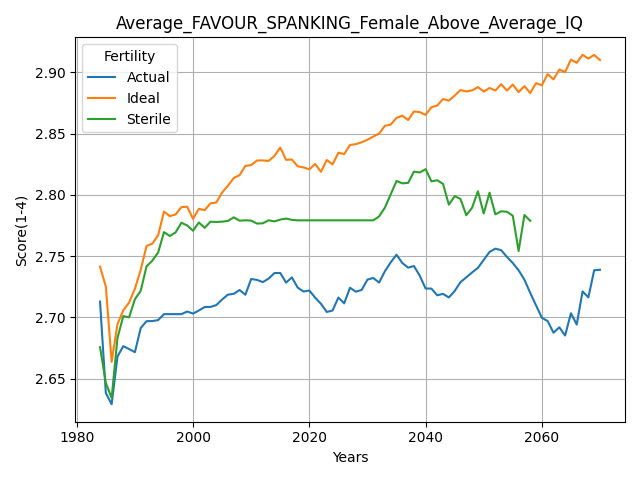 Average_FAVOUR_SPANKING_Female_Above_Average_IQ
Fertility
Actual
Ideal
Sterile
Score(1-4)
2.90
2.85
2.80
2.75
2.70
2.65
1980
2000
2020
2040
2060
Years